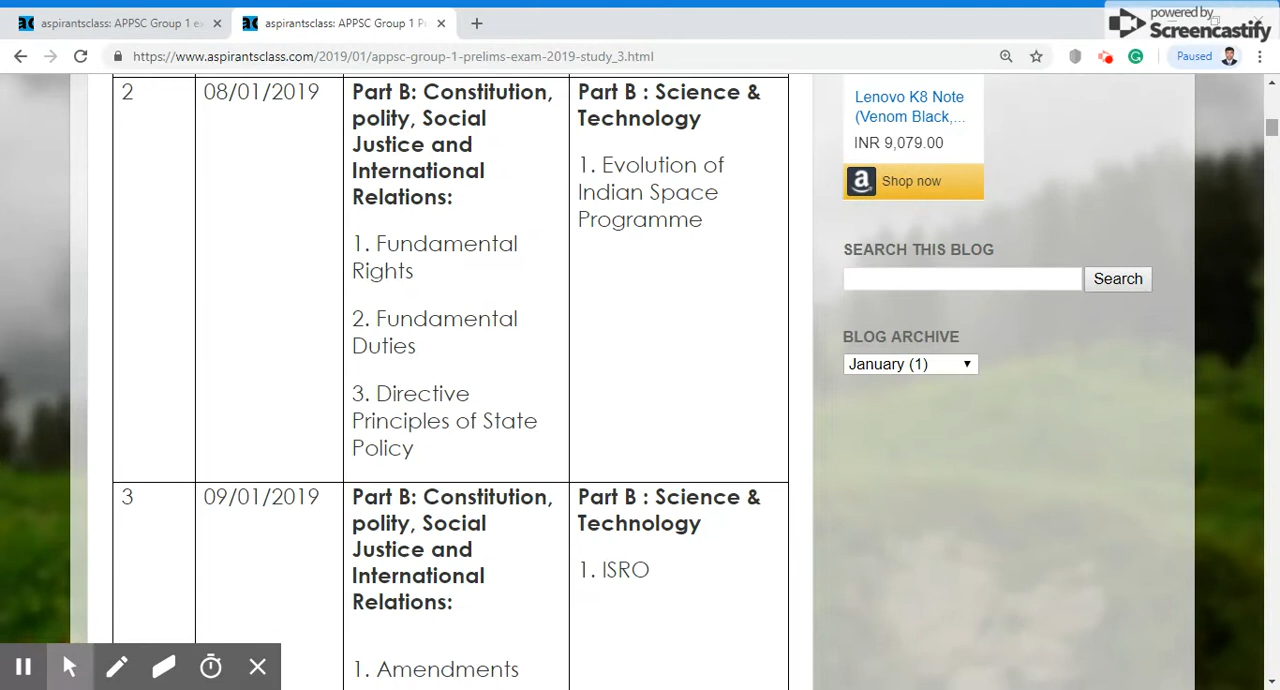 aspirantsclass: APPSC Group 1 e
aspirantsclass: APPSC Group 1 P
powered by
Screencastify
https://www.aspirantsclass.com/2019/01/appsc-group-1-prelims-exam-2019-study_3.html
Paused
2
08/01/2019
Part B: Constitution,
polity, Social
Justice and
International
Relations:
1. Fundamental
Rights
2. Fundamental
Duties
3. Directive
Principles of State
Policy
Part B : Science &
Technology
1. Evolution of
Indian Space
Programme
3
09/01/2019
Part B: Constitution,
polity, Social
Justice and
International
Relations:
1. Amendments
Part B : Science &
Technology
1. ISRO
Lenovo K8 Note
(Venom Black,...
INR 9,079.00
a Shop now
SEARCH THIS BLOG
Search
BLOG ARCHIVE
January (1)